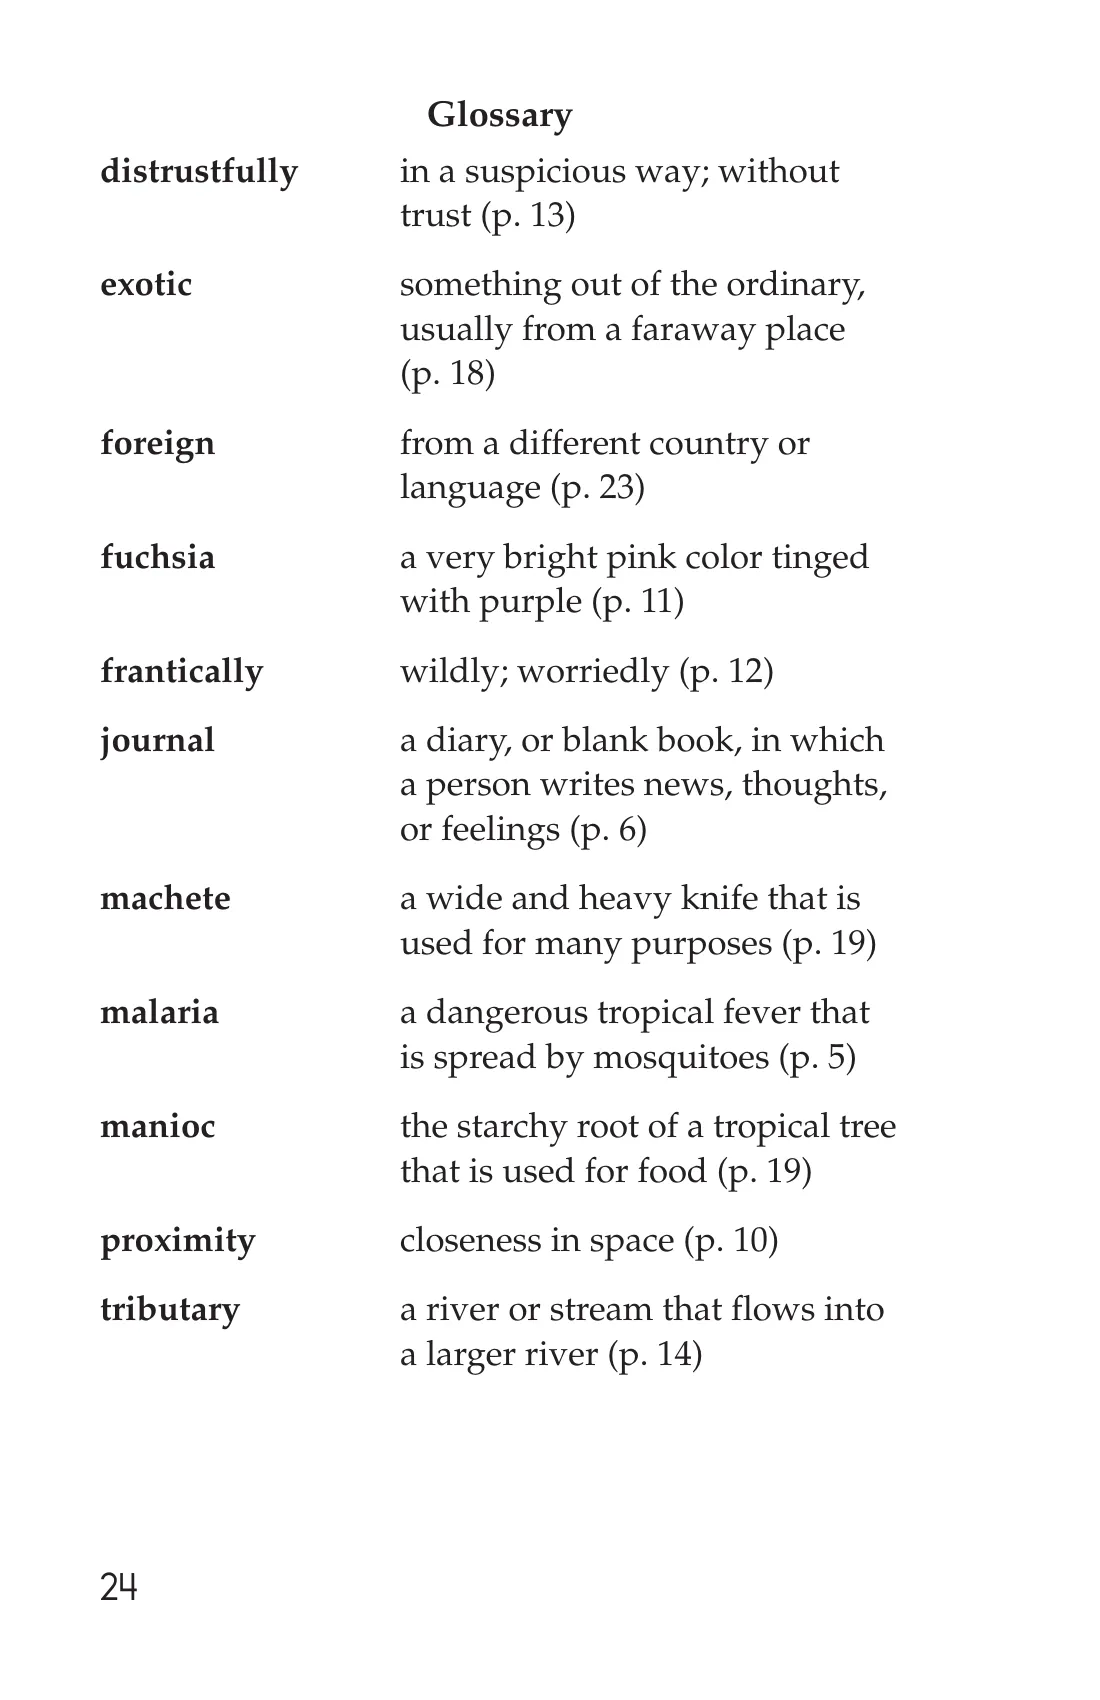 Glossary
distrustfully in a suspicious way; without
trust (p. 13)
exotic something out of the ordinary,
usually from a faraway place
(p. 18)
foreign from a different country or
language (p. 23)
fuchsia a very bright pink color tinged
with purple (p. 11)
frantically wildly; worriedly (p. 12)
journal a diary, or blank book, in which
a person writes news, thoughts,
or feelings (p. 6)
machete a wide and heavy knife that is
used for many purposes (p. 19)
malaria a dangerous tropical fever that
is spread by mosquitoes (p. 5)
manioc the starchy root of a tropical tree
that is used for food (p. 19)
proximity closeness in space (p. 10)
tributary a river or stream that flows into
a larger river (p. 14)
24